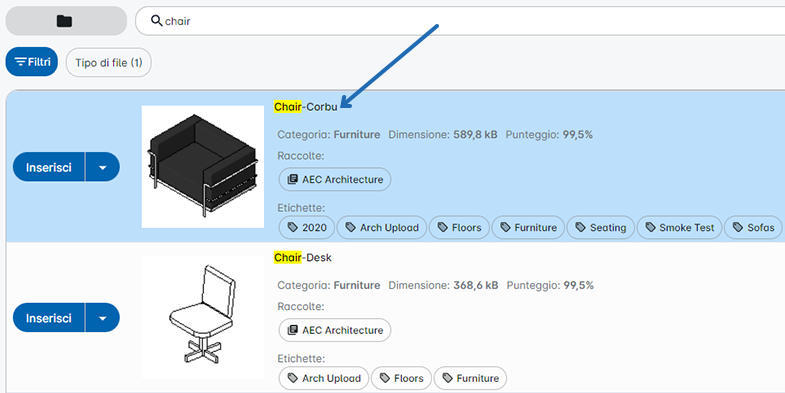 chair
Filtri Tipo di file (1)
Chair-Corbu
Categoria: Furniture Dimensione: 589,8 kB Punteggio: 99,5%
Inserisci
Raccolte:
AEC Architecture
Etichette:
2020 Arch Upload Floors Furniture Seating Smoke Test Sofas
Chair-Desk
Categoria: Furniture Dimensione: 368,6 kB Punteggio: 99,5%
Inserisci
Raccolte:
AEC Architecture
Etichette:
Arch Upload Floors Furniture